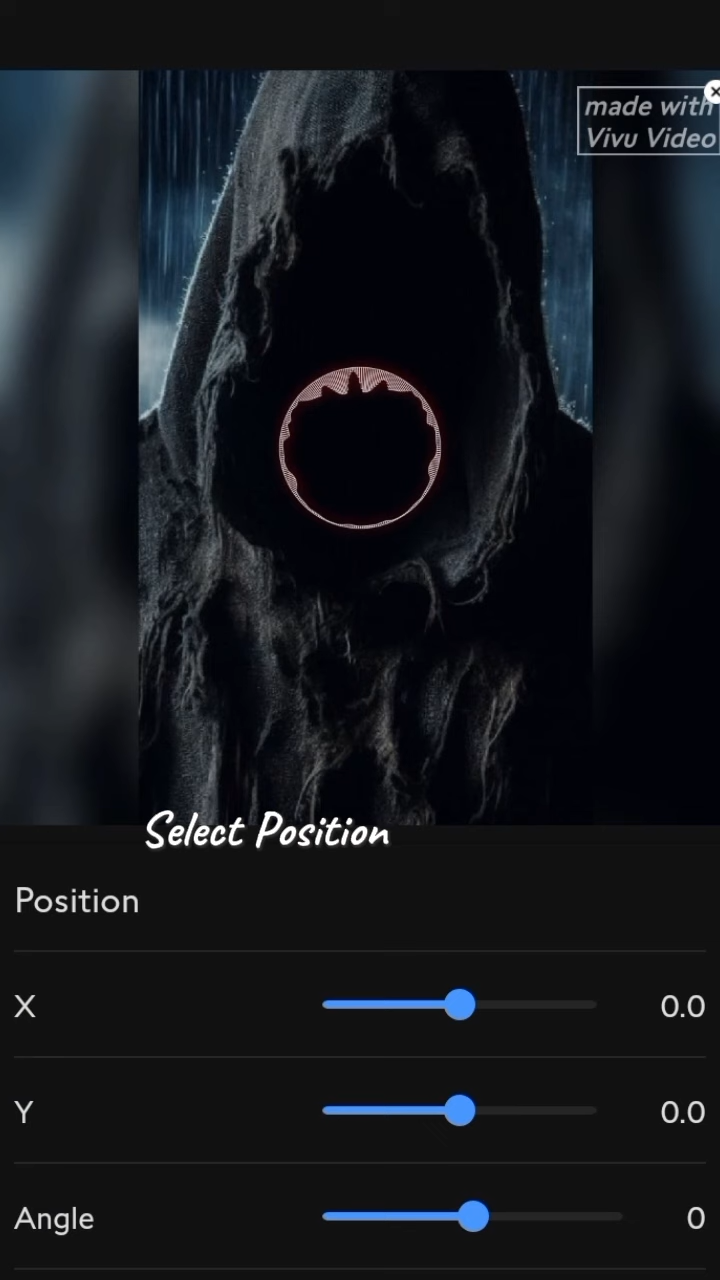 made with
Vivu Video
Select Position
Position
X 0.0
Y 0.0
Angle 0